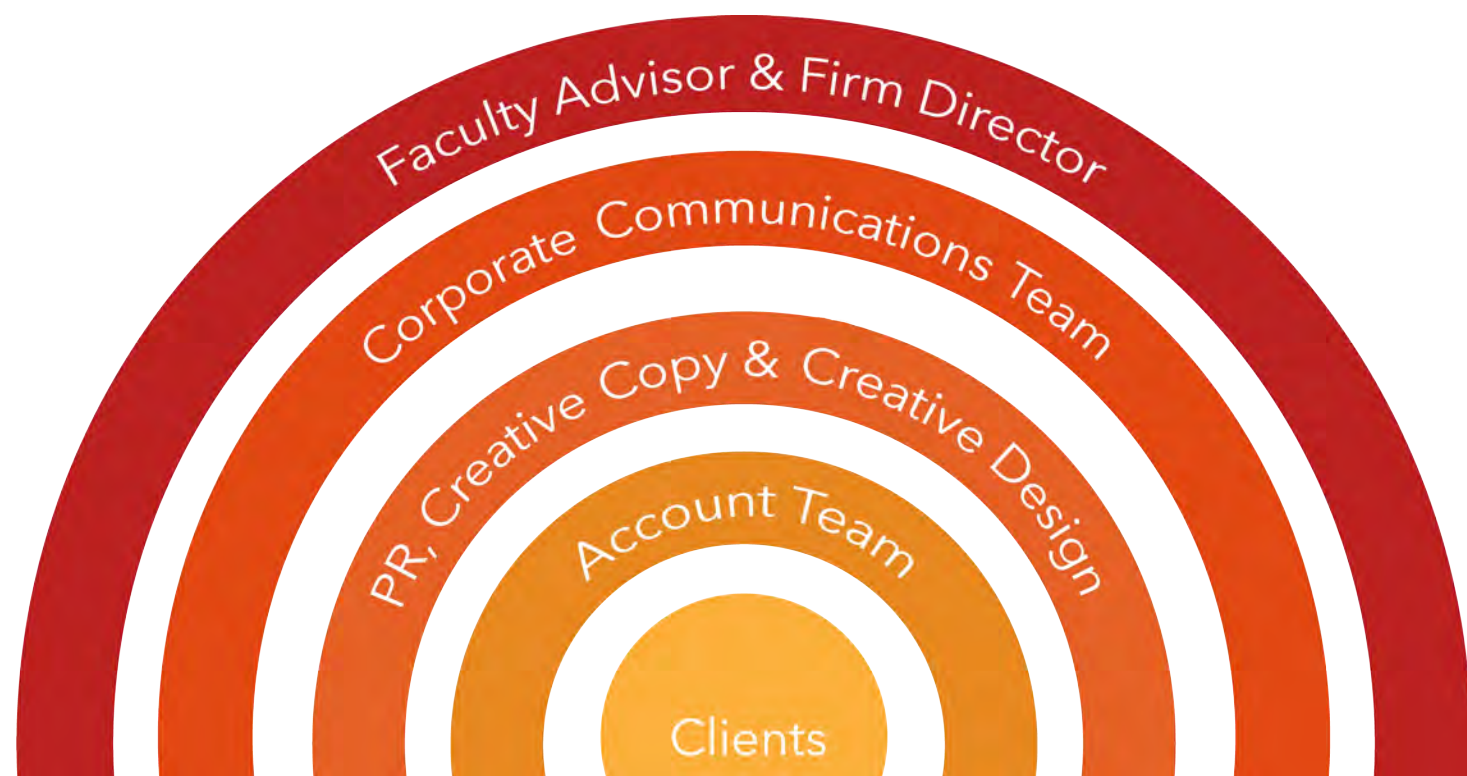 Faculty Advisor & Firm Director
Corporate Communications Team
PR, Creative Copy & Creative Design
Account Team
Clients